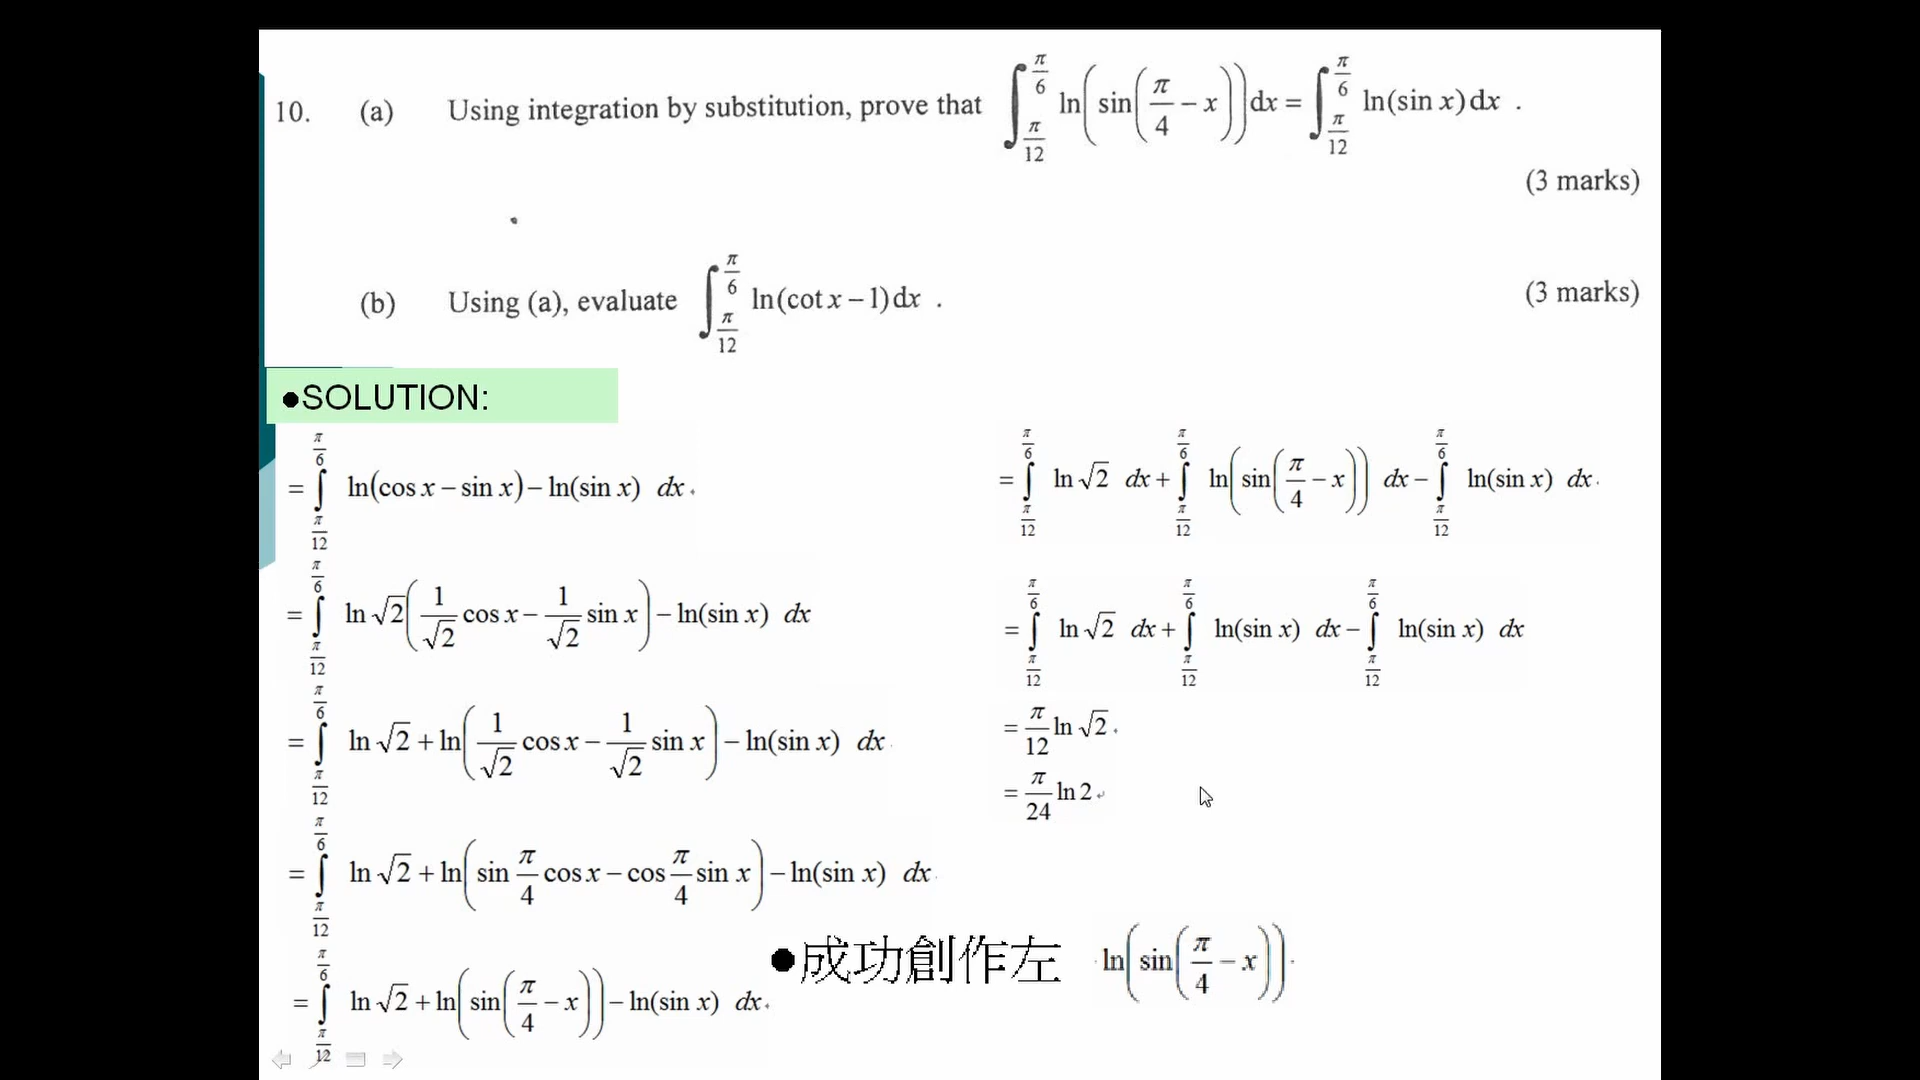 10. (a) Using integration by substitution, prove that ∫_{π/12}^{π/6} ln(sin(π/4 − x))dx = ∫_{π/12}^{π/6} ln(sin x)dx .
(3 marks)
(b) Using (a), evaluate ∫_{π/12}^{π/6} ln(cot x − 1)dx .
(3 marks)
●SOLUTION:
= ∫_{π/12}^{π/6} ln(cos x − sin x) − ln(sin x) dx
= ∫_{π/12}^{π/6} ln √2(1/√2 cos x − 1/√2 sin x) − ln(sin x) dx
= ∫_{π/12}^{π/6} ln √2 + ln(1/√2 cos x − 1/√2 sin x) − ln(sin x) dx
= ∫_{π/12}^{π/6} ln √2 + ln(sin π/4 cos x − cos π/4 sin x) − ln(sin x) dx
= ∫_{π/12}^{π/6} ln √2 + ln(sin(π/4 − x)) − ln(sin x) dx
= ∫_{π/12}^{π/6} ln √2 dx + ∫_{π/12}^{π/6} ln(sin(π/4 − x)) dx − ∫_{π/12}^{π/6} ln(sin x) dx
= ∫_{π/12}^{π/6} ln √2 dx + ∫_{π/12}^{π/6} ln(sin x) dx − ∫_{π/12}^{π/6} ln(sin x) dx
= π/12 ln √2
= π/24 ln 2
●成功創作左 ln(sin(π/4 − x))